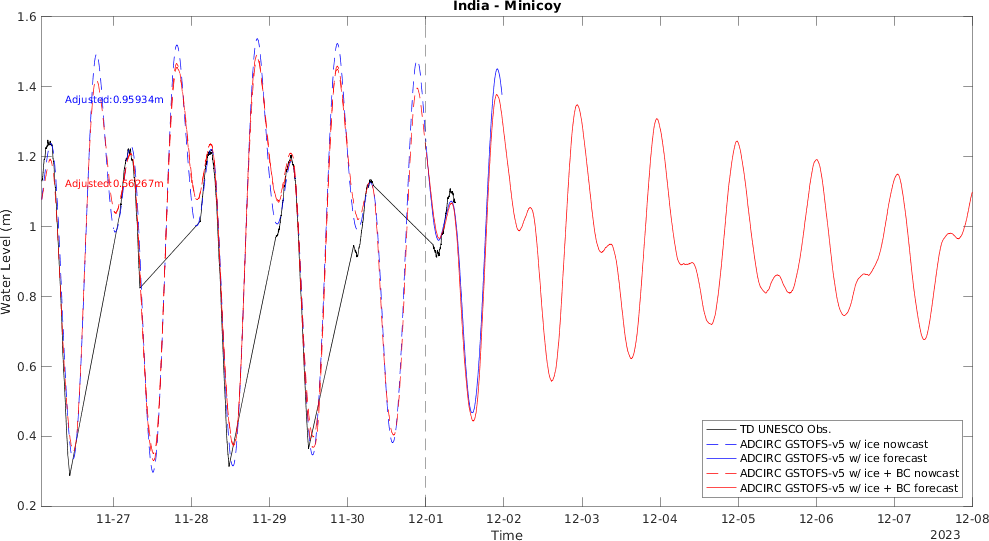 India - Minicoy
1.6
1.4
1.2
1
0.8
0.6
0.4
0.2
Water Level (m)
Adjusted:0.95934m
Adjusted:0.56267m
TD UNESCO Obs.
ADCIRC GSTOFS-v5 w/ ice nowcast
ADCIRC GSTOFS-v5 w/ ice forecast
ADCIRC GSTOFS-v5 w/ ice + BC nowcast
ADCIRC GSTOFS-v5 w/ ice + BC forecast
11-27 11-28 11-29 11-30 12-01 12-02 12-03 12-04 12-05 12-06 12-07 12-08
Time
2023